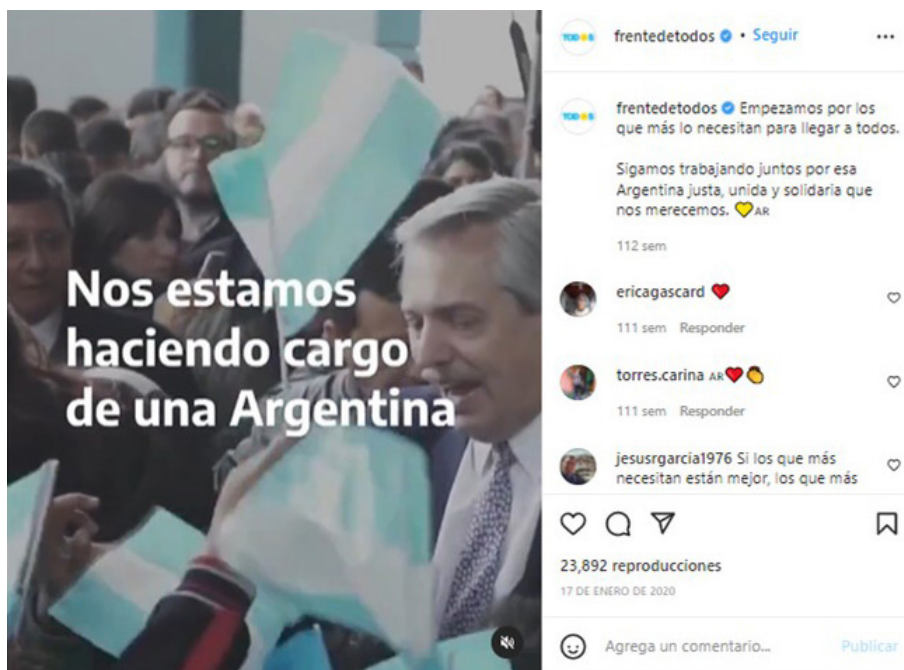 Nos estamos
haciendo cargo
de una Argentina
TODOS
frentedetodos • Seguir
TODOS
frentedetodos Empezamos por los
que más lo necesitan para llegar a todos.
Sigamos trabajando juntos por esa
Argentina justa, unida y solidaria que
nos merecemos. 💛 AR
112 sem
ericagascard ❤️
111 sem Responder
torres.carina AR❤️👏
111 sem Responder
jesusrgarcia1976 Si los que más
necesitan están mejor, los que más
23,892 reproducciones
17 DE ENERO DE 2020
Agrega un comentario...
Publicar